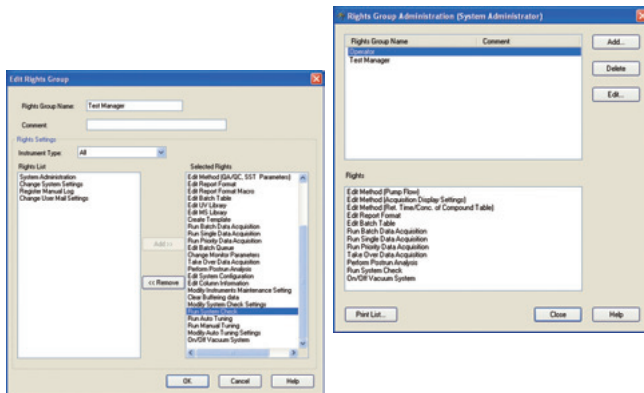 Edit Rights Group
Rights Group Name: Test Manager
Comment:
Rights Settings
Instrument Type: All
Rights List
System Administration
Change System Settings
Register Manual Log
Change User Mail Settings
Add >>
<< Remove
Selected Rights
Edit Method (QA/QC, SST Parameters)
Edit Report Format
Edit Report Format Macro
Edit Batch Table
Edit UV Library
Edit MS Library
Create Template
Run Batch Data Acquisition
Run Single Data Acquisition
Run Priority Data Acquisition
Edit Batch Queue
Change Monitor Parameters
Take Over Data Acquisition
Perform Postrun Analysis
Edit System Configuration
Edit Column Information
Modify Instruments Maintenance Setting
Clear Buffering data
Modify System Check Settings
Run System Check
Run Auto Tuning
Run Manual Tuning
Modify Auto Tuning Settings
On/Off Vacuum System
OK Cancel Help
Rights Group Administration (System Administrator)
Rights Group Name Comment
Operator
Test Manager
Add...
Delete
Edit...
Rights
Edit Method (Pump Flow)
Edit Method (Acquisition Display Settings)
Edit Method (Ret. Time/Conc. of Compound Table)
Edit Report Format
Edit Batch Table
Run Batch Data Acquisition
Run Single Data Acquisition
Run Priority Data Acquisition
Take Over Data Acquisition
Perform Postrun Analysis
Run System Check
On/Off Vacuum System
Print List... Close Help